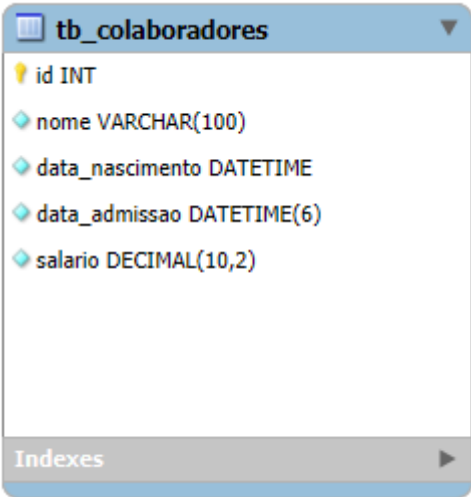 tb_colaboradores
id INT
nome VARCHAR(100)
data_nascimento DATETIME
data_admissao DATETIME(6)
salario DECIMAL(10,2)
Indexes